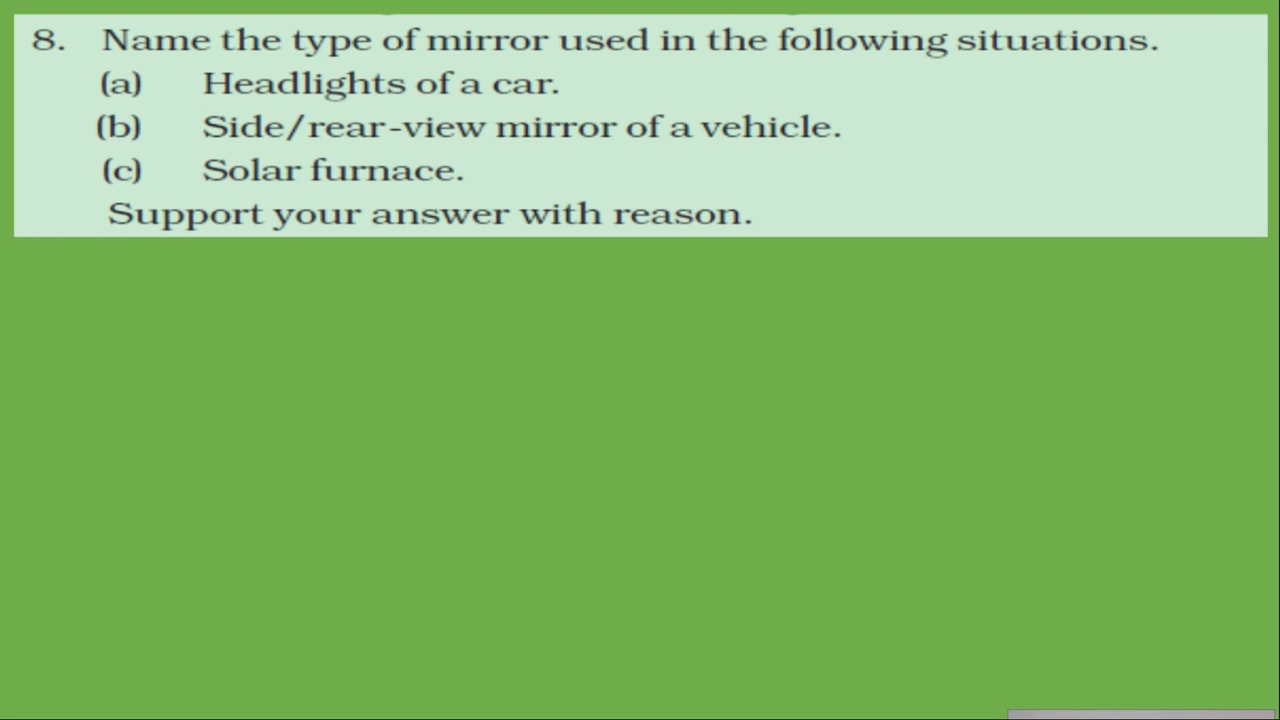 8. Name the type of mirror used in the following situations.
(a) Headlights of a car.
(b) Side/rear-view mirror of a vehicle.
(c) Solar furnace.
Support your answer with reason.